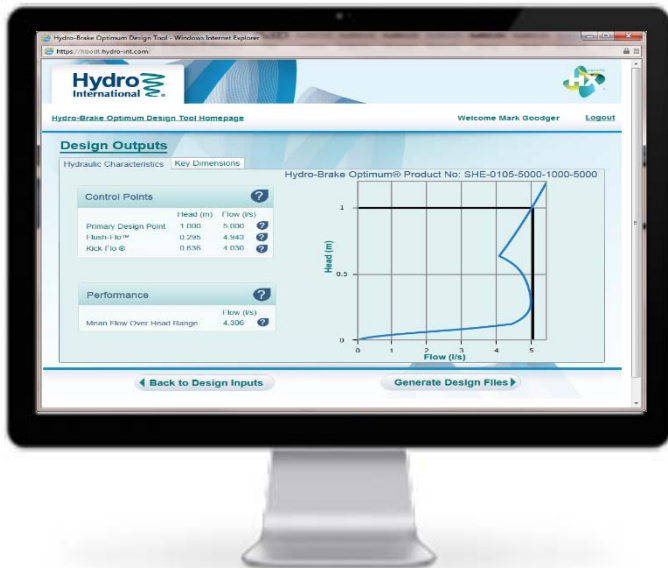 Hydro-Brake Optimum Design Tool - Windows Internet Explorer
https://hbodt.hydro-int.com/
Hydro
International
Hydro-Brake Optimum Design Tool Homepage
Welcome Mark Goodger
Logout
Design Outputs
Hydraulic Characteristics
Key Dimensions
Hydro-Brake Optimum® Product No: SHE-0105-5000-1000-5000
Control Points
?
Head (m) Flow (l/s)
Primary Design Point 1.000 5.000 ?
Flush-Flo™ 0.295 4.943 ?
Kick-Flo® 0.636 4.030 ?
Performance
?
Flow (l/s)
Mean Flow Over Head Range 4.306 ?
Head (m)
1
0.5
0
0 1 2 3 4 5
Flow (l/s)
Back to Design Inputs
Generate Design Files